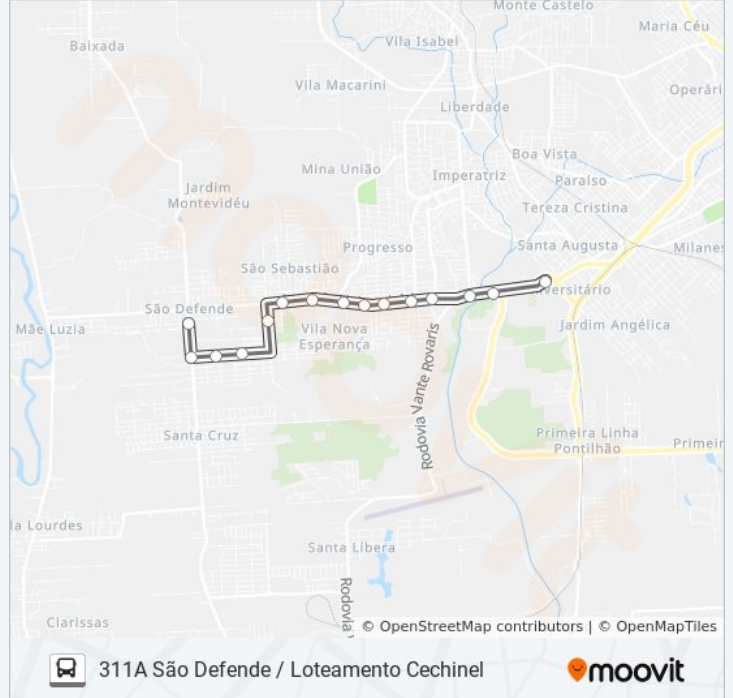 Monte Castelo
Maria Céu
Baixada
Vila Isabel
Vila Macarini
Operári
Liberdade
Boa Vista
Mina União
Imperatriz
Paraíso
Jardim
Montevidéu
Tereza Cristina
Progresso
Santa Augusta
Milanes
São Sebastião
iversitário
São Defende
Mãe Luzia
Vila Nova
Esperança
Jardim Angélica
Rodovia Vante Rovaris
Santa Cruz
Primeira Linha
Pontilhão
Primeir
la Lourdes
Santa Líbera
Rodovia V
Clarissas
© OpenStreetMap contributors | © OpenMapTiles
311A São Defende / Loteamento Cechinel
moovit